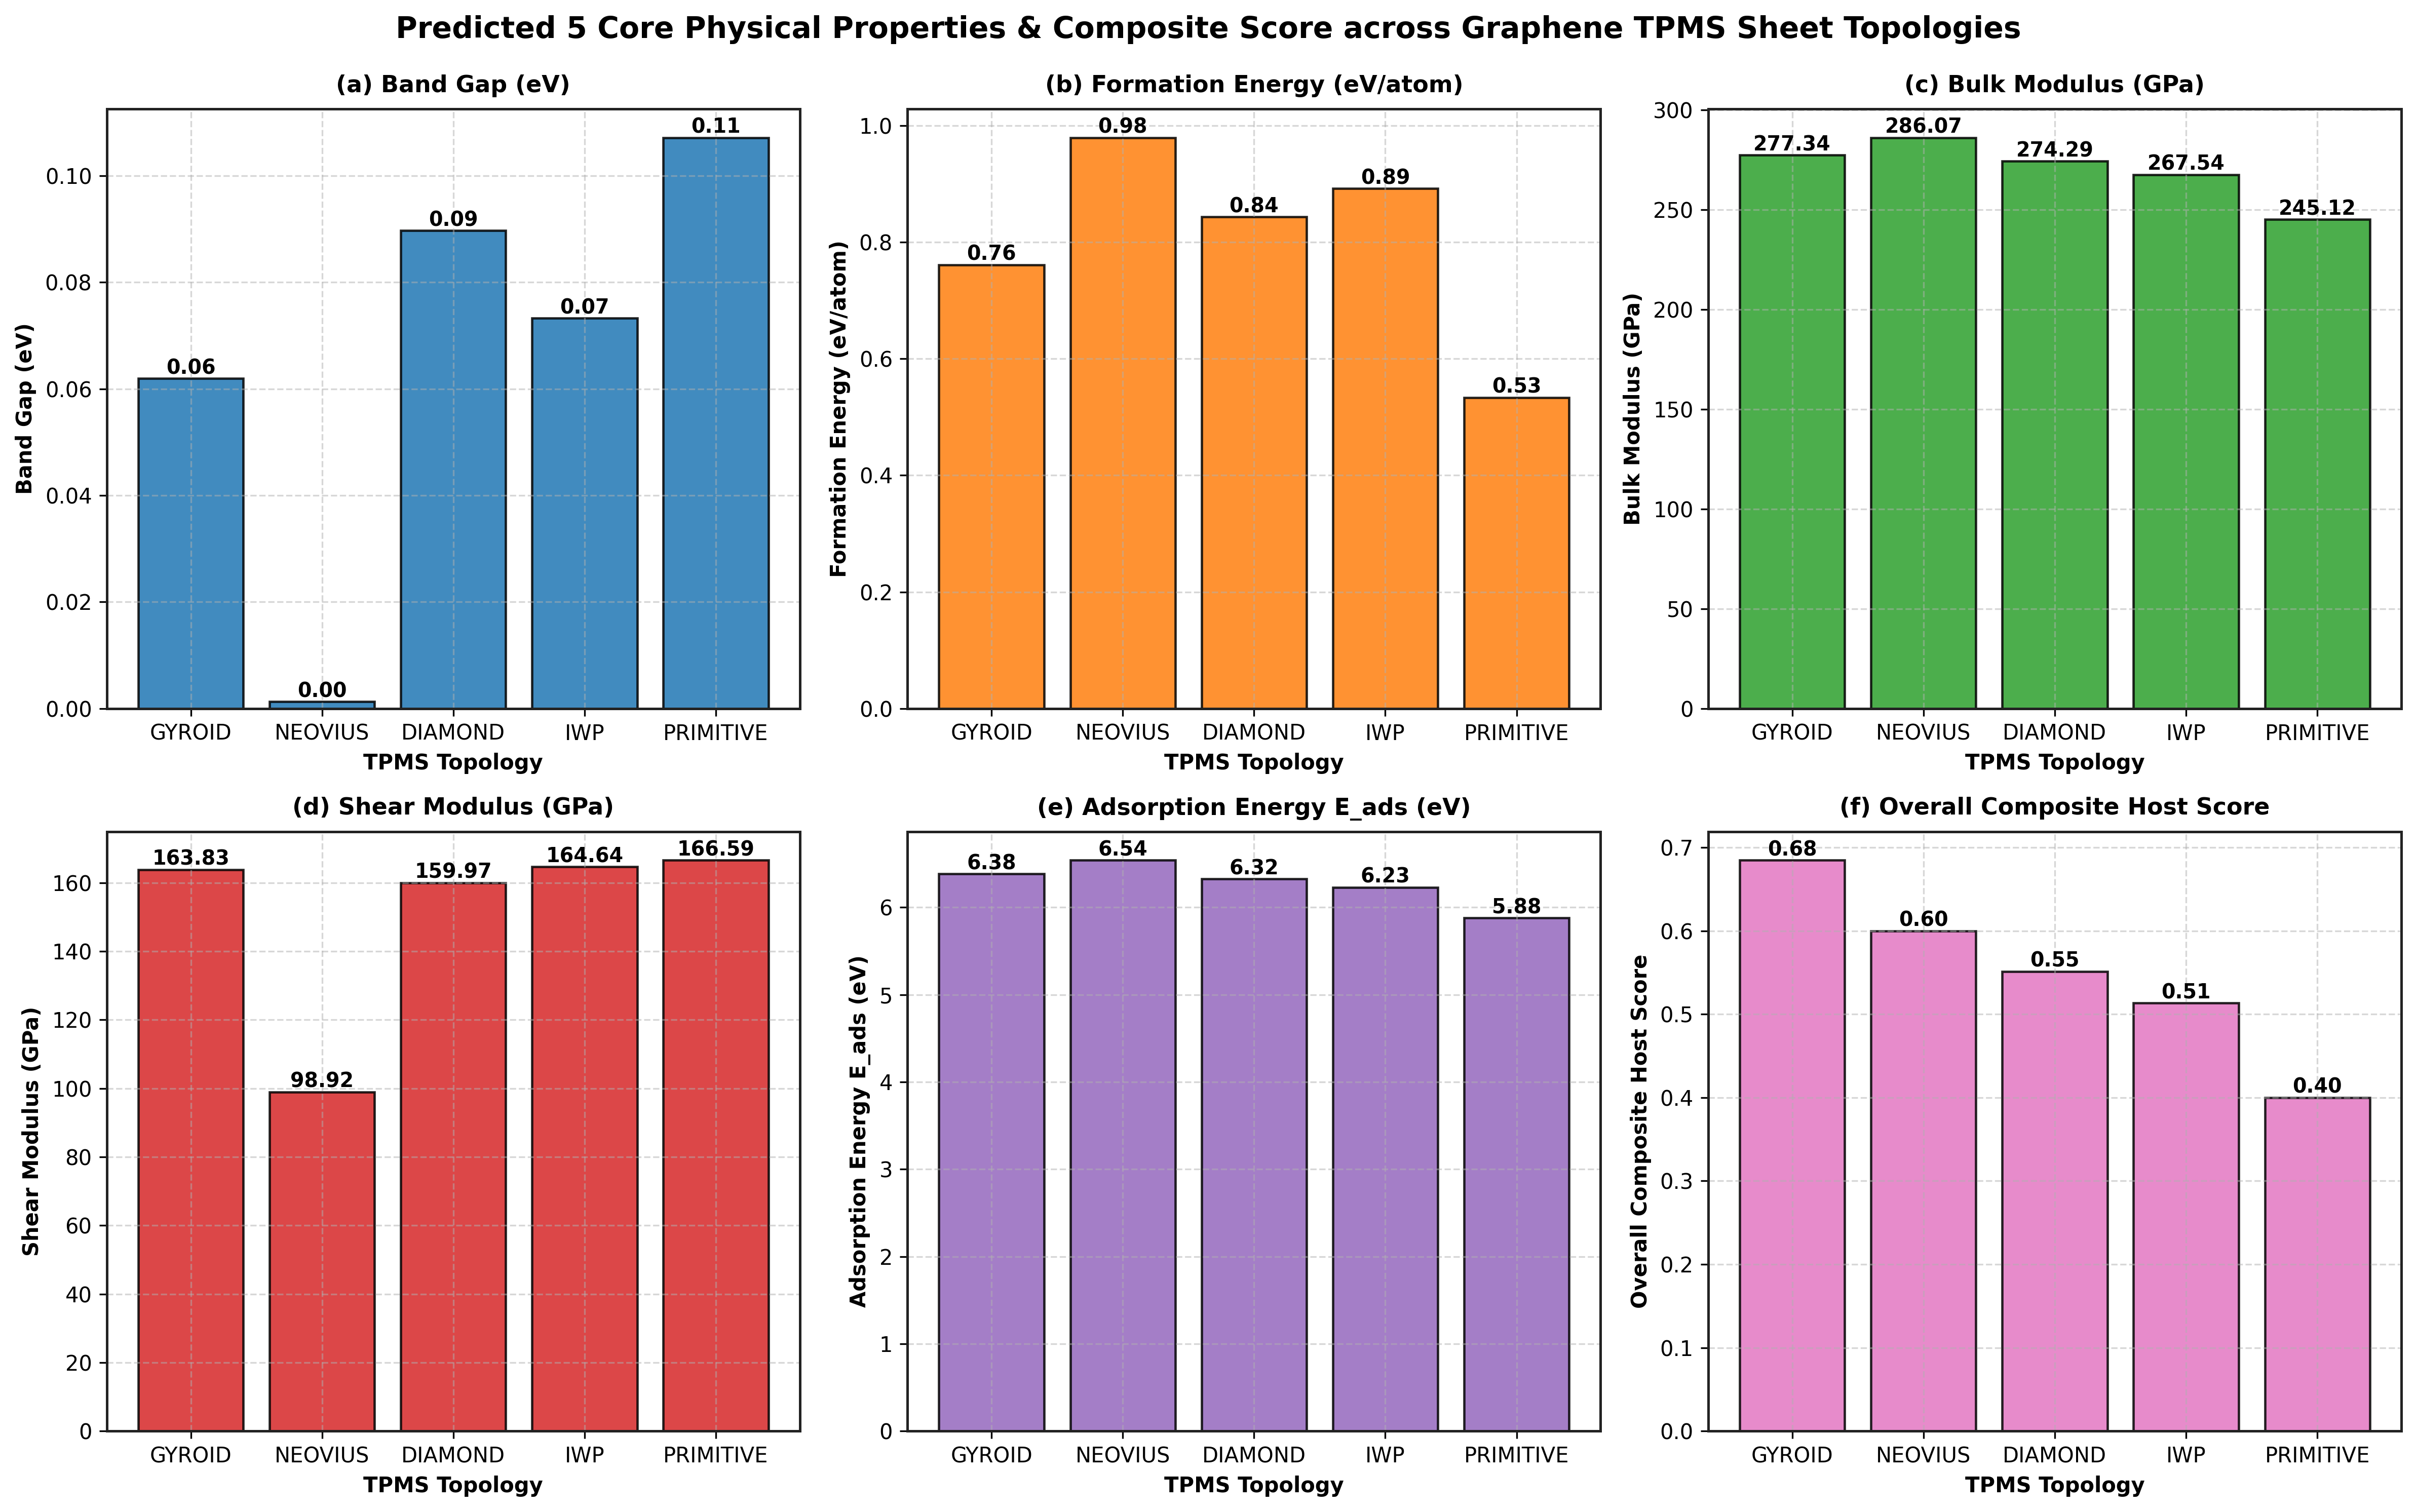 Predicted 5 Core Physical Properties & Composite Score across Graphene TPMS Sheet Topologies
(a) Band Gap (eV)
Band Gap (eV)
0.10
0.08
0.06
0.04
0.02
0.00
0.06
0.00
0.09
0.07
0.11
GYROID NEOVIUS DIAMOND IWP PRIMITIVE
TPMS Topology
(b) Formation Energy (eV/atom)
Formation Energy (eV/atom)
1.0
0.8
0.6
0.4
0.2
0.0
0.76
0.98
0.84
0.89
0.53
GYROID NEOVIUS DIAMOND IWP PRIMITIVE
TPMS Topology
(c) Bulk Modulus (GPa)
Bulk Modulus (GPa)
300
250
200
150
100
50
0
277.34
286.07
274.29
267.54
245.12
GYROID NEOVIUS DIAMOND IWP PRIMITIVE
TPMS Topology
(d) Shear Modulus (GPa)
Shear Modulus (GPa)
160
140
120
100
80
60
40
20
0
163.83
98.92
159.97
164.64
166.59
GYROID NEOVIUS DIAMOND IWP PRIMITIVE
TPMS Topology
(e) Adsorption Energy E_ads (eV)
Adsorption Energy E_ads (eV)
6
5
4
3
2
1
0
6.38
6.54
6.32
6.23
5.88
GYROID NEOVIUS DIAMOND IWP PRIMITIVE
TPMS Topology
(f) Overall Composite Host Score
Overall Composite Host Score
0.7
0.6
0.5
0.4
0.3
0.2
0.1
0.0
0.68
0.60
0.55
0.51
0.40
GYROID NEOVIUS DIAMOND IWP PRIMITIVE
TPMS Topology